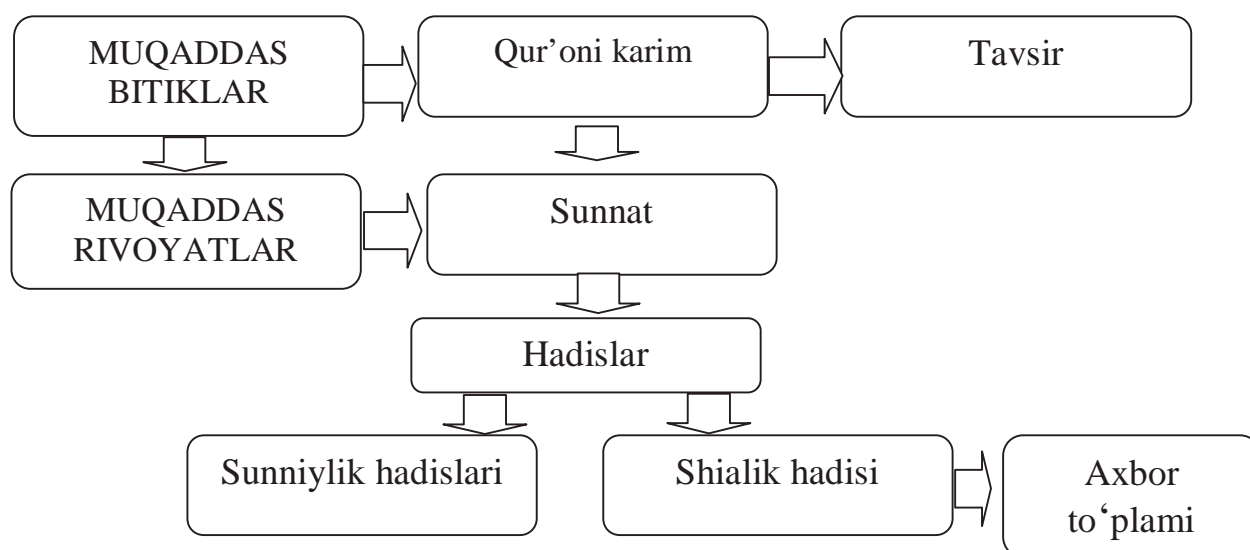 MUQADDAS
BITIKLAR
Qur’oni karim
Tavsir
MUQADDAS
RIVOYATLAR
Sunnat
Hadislar
Sunniylik hadislari
Shialik hadisi
Axbor
to‘plami